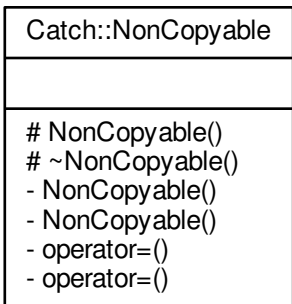 Catch::NonCopyable
# NonCopyable()
# ~NonCopyable()
- NonCopyable()
- NonCopyable()
- operator=()
- operator=()